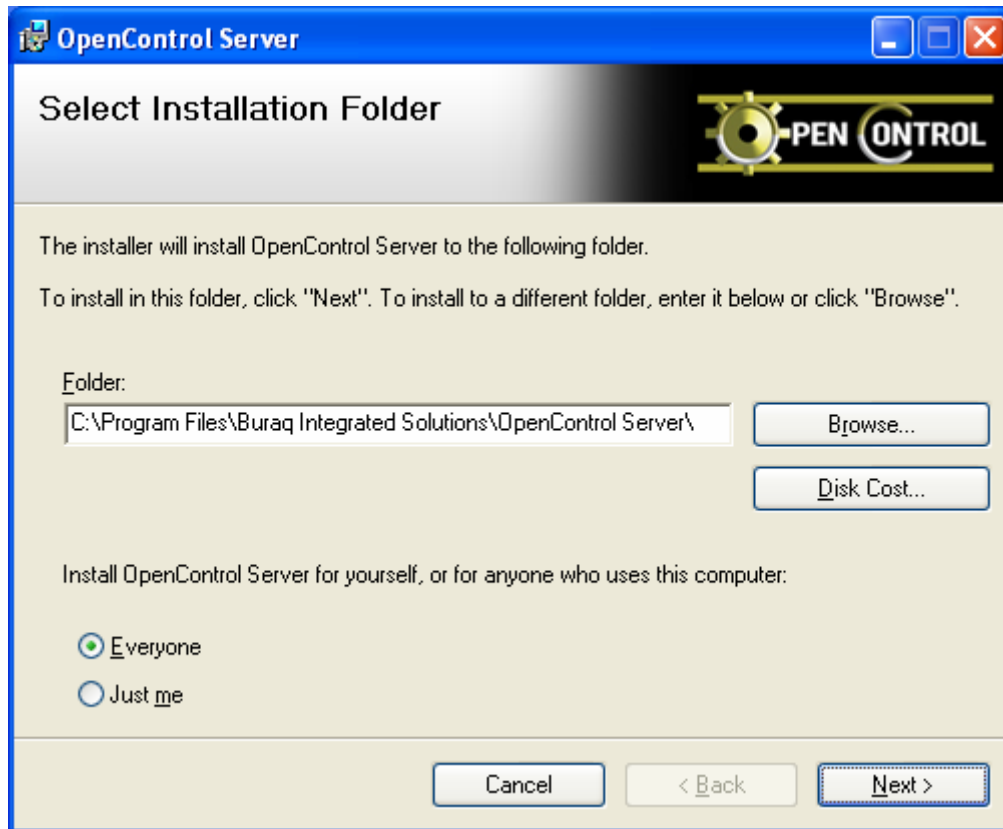 OpenControl Server
Select Installation Folder
OPEN CONTROL
The installer will install OpenControl Server to the following folder.
To install in this folder, click "Next". To install to a different folder, enter it below or click "Browse".
Folder:
C:\Program Files\Buraq Integrated Solutions\OpenControl Server\
Browse...
Disk Cost...
Install OpenControl Server for yourself, or for anyone who uses this computer:
Everyone
Just me
Cancel
< Back
Next >